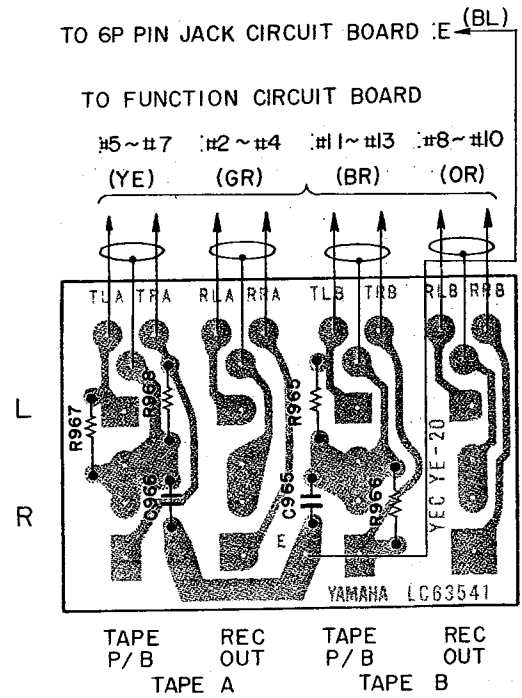 TO 6P PIN JACK CIRCUIT BOARD :E (BL)
TO FUNCTION CIRCUIT BOARD
#5~#7 #2~#4 #11~#13 #8~#10
(YE) (GR) (BR) (OR)
TLA TRA RLA RRA TLB TRB RLB RRB
L
R967
R968
R965
R
C966
C965
R966
YEC YE-20
E
YAMAHA LC63541
TAPE P/B
REC OUT
TAPE P/B
REC OUT
TAPE A
TAPE B